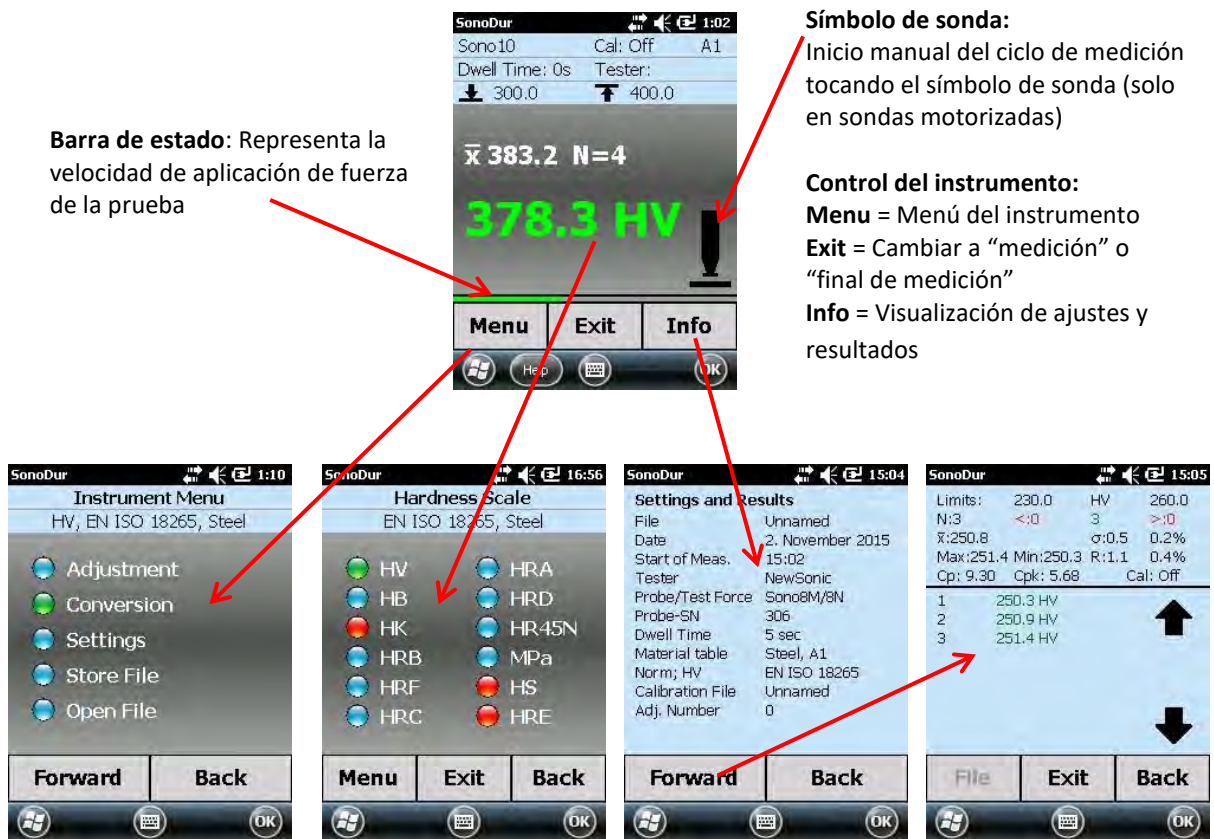 Barra de estado: Representa la
velocidad de aplicación de fuerza
de la prueba
SonoDur 1:02
Sono10 Cal: Off A1
Dwell Time: 0s Tester:
300.0 400.0
x̅ 383.2 N=4
378.3 HV
Menu Exit Info
Help OK
Símbolo de sonda:
Inicio manual del ciclo de medición
tocando el símbolo de sonda (solo
en sondas motorizadas)
Control del instrumento:
Menu = Menú del instrumento
Exit = Cambiar a “medición” o
“final de medición”
Info = Visualización de ajustes y
resultados
SonoDur 1:10
Instrument Menu
HV, EN ISO 18265, Steel
Adjustment
Conversion
Settings
Store File
Open File
Forward Back
OK
SonoDur 16:56
Hardness Scale
EN ISO 18265, Steel
HV HRA
HB HRD
HK HR45N
HRB MPa
HRF HS
HRC HRE
Menu Exit Back
OK
SonoDur 15:04
Settings and Results
File Unnamed
Date 2. November 2015
Start of Meas. 15:02
Tester NewSonic
Probe/Test Force Sono8M/8N
Probe-SN 306
Dwell Time 5 sec
Material table Steel, A1
Norm; HV EN ISO 18265
Calibration File Unnamed
Adj. Number 0
Forward Back
OK
SonoDur 15:05
Limits: 230.0 HV 260.0
N:3 <:0 3 >:0
x̅:250.8 σ:0.5 0.2%
Max:251.4 Min:250.3 R:1.1 0.4%
Cp: 9.30 Cpk: 5.68 Cal: Off
1 250.3 HV
2 250.9 HV
3 251.4 HV
File Exit Back
OK